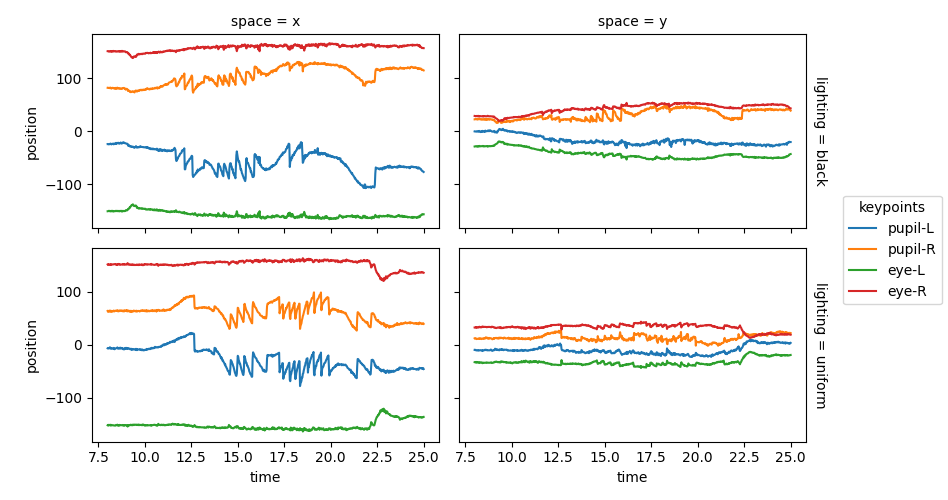 space = x
space = y
100
0
−100
position
lighting = black
keypoints
pupil-L
pupil-R
eye-L
eye-R
100
0
−100
position
lighting = uniform
7.5 10.0 12.5 15.0 17.5 20.0 22.5 25.0
7.5 10.0 12.5 15.0 17.5 20.0 22.5 25.0
time
time